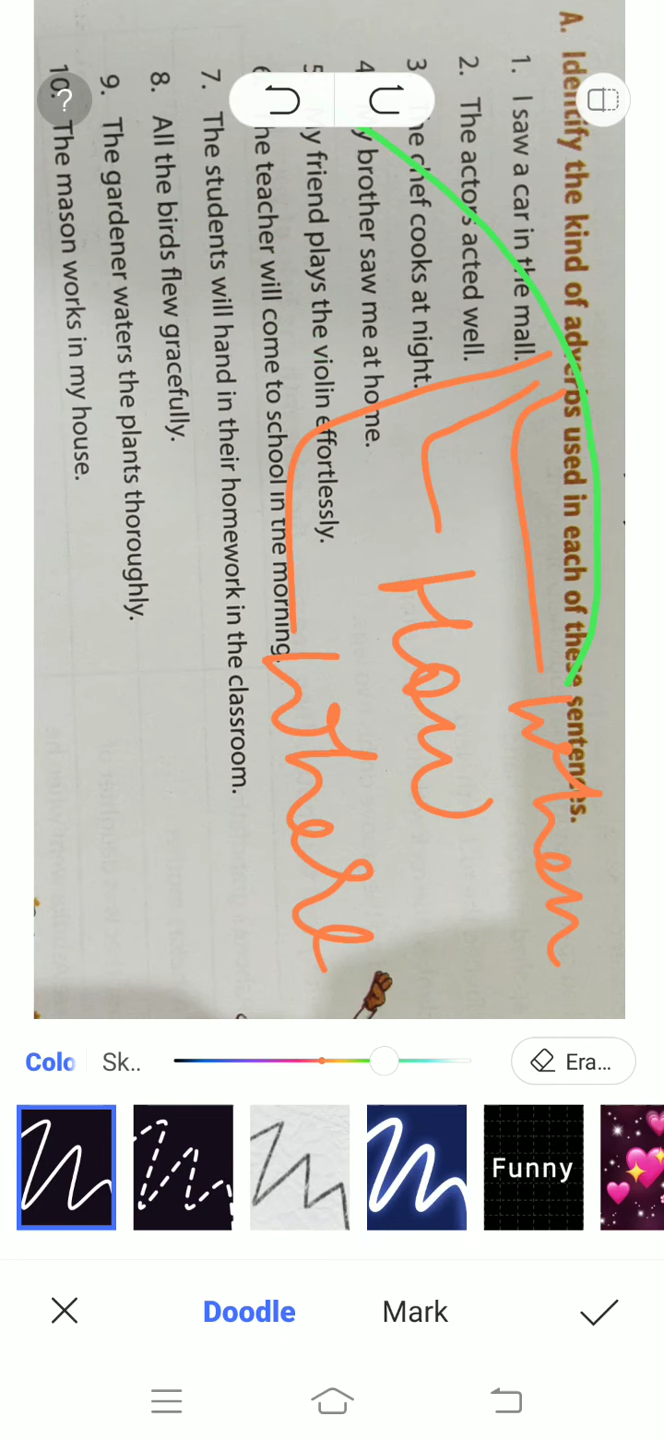 A. Identify the kind of adverbs used in each of these sentences.
1. I saw a car in the mall.
2. The actors acted well.
3 he chef cooks at night.
4 y brother saw me at home.
5 y friend plays the violin effortlessly.
6 he teacher will come to school in the morning.
7. The students will hand in their homework in the classroom.
8. All the birds flew gracefully.
9. The gardener waters the plants thoroughly.
10. The mason works in my house.
When
How
Where
?
Colo
Sk..
Era...
Funny
Doodle
Mark